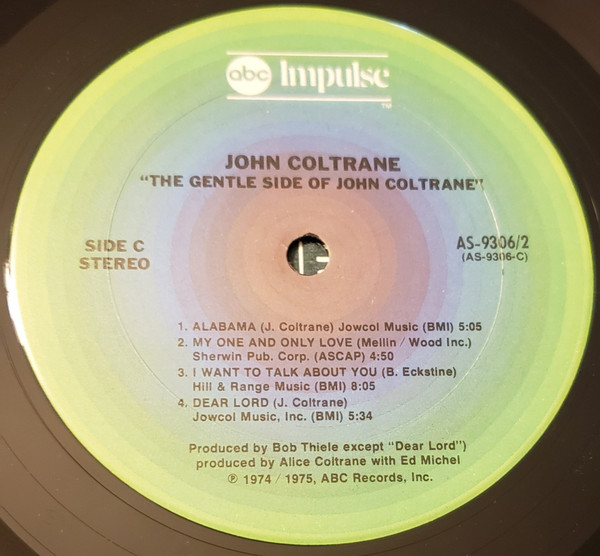 abc Impulse
TM
JOHN COLTRANE
"THE GENTLE SIDE OF JOHN COLTRANE"
SIDE C
STEREO
AS-9306/2
(AS-9306-C)
1. ALABAMA (J. Coltrane) Jowcol Music (BMI) 5:05
2. MY ONE AND ONLY LOVE (Mellin / Wood Inc.)
Sherwin Pub. Corp. (ASCAP) 4:50
3. I WANT TO TALK ABOUT YOU (B. Eckstine)
Hill & Range Music (BMI) 8:05
4. DEAR LORD (J. Coltrane)
Jowcol Music, Inc. (BMI) 5:34
Produced by Bob Thiele except "Dear Lord")
produced by Alice Coltrane with Ed Michel
℗ 1974 / 1975, ABC Records, Inc.